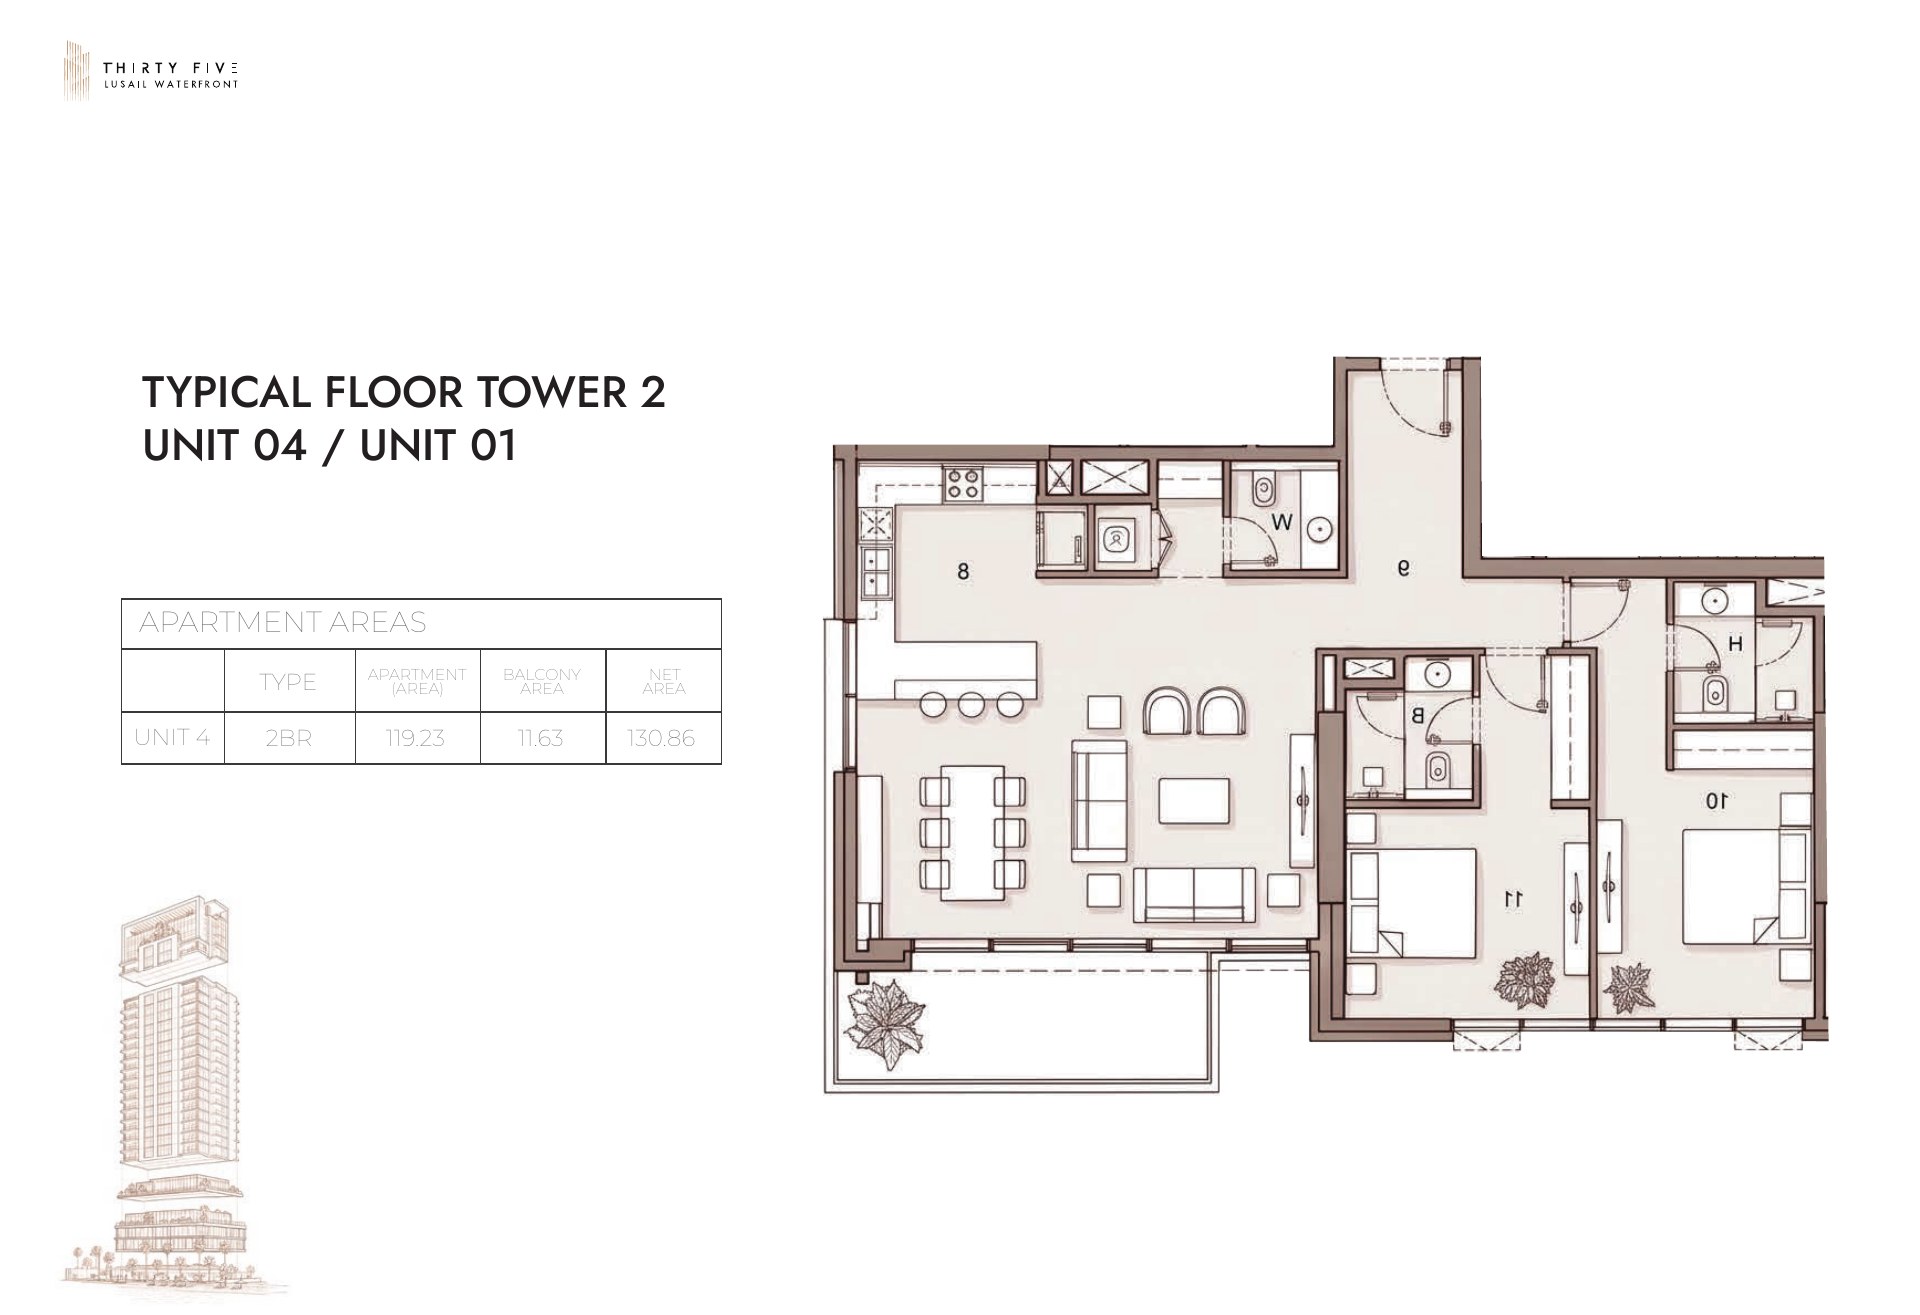 THIRTY FIVE
LUSAIL WATERFRONT
TYPICAL FLOOR TOWER 2
UNIT 04 / UNIT 01
APARTMENT AREAS
TYPE
APARTMENT
(AREA)
BALCONY
AREA
NET
AREA
UNIT 4
2BR
119.23
11.63
130.86
8
W
9
H
B
10
11